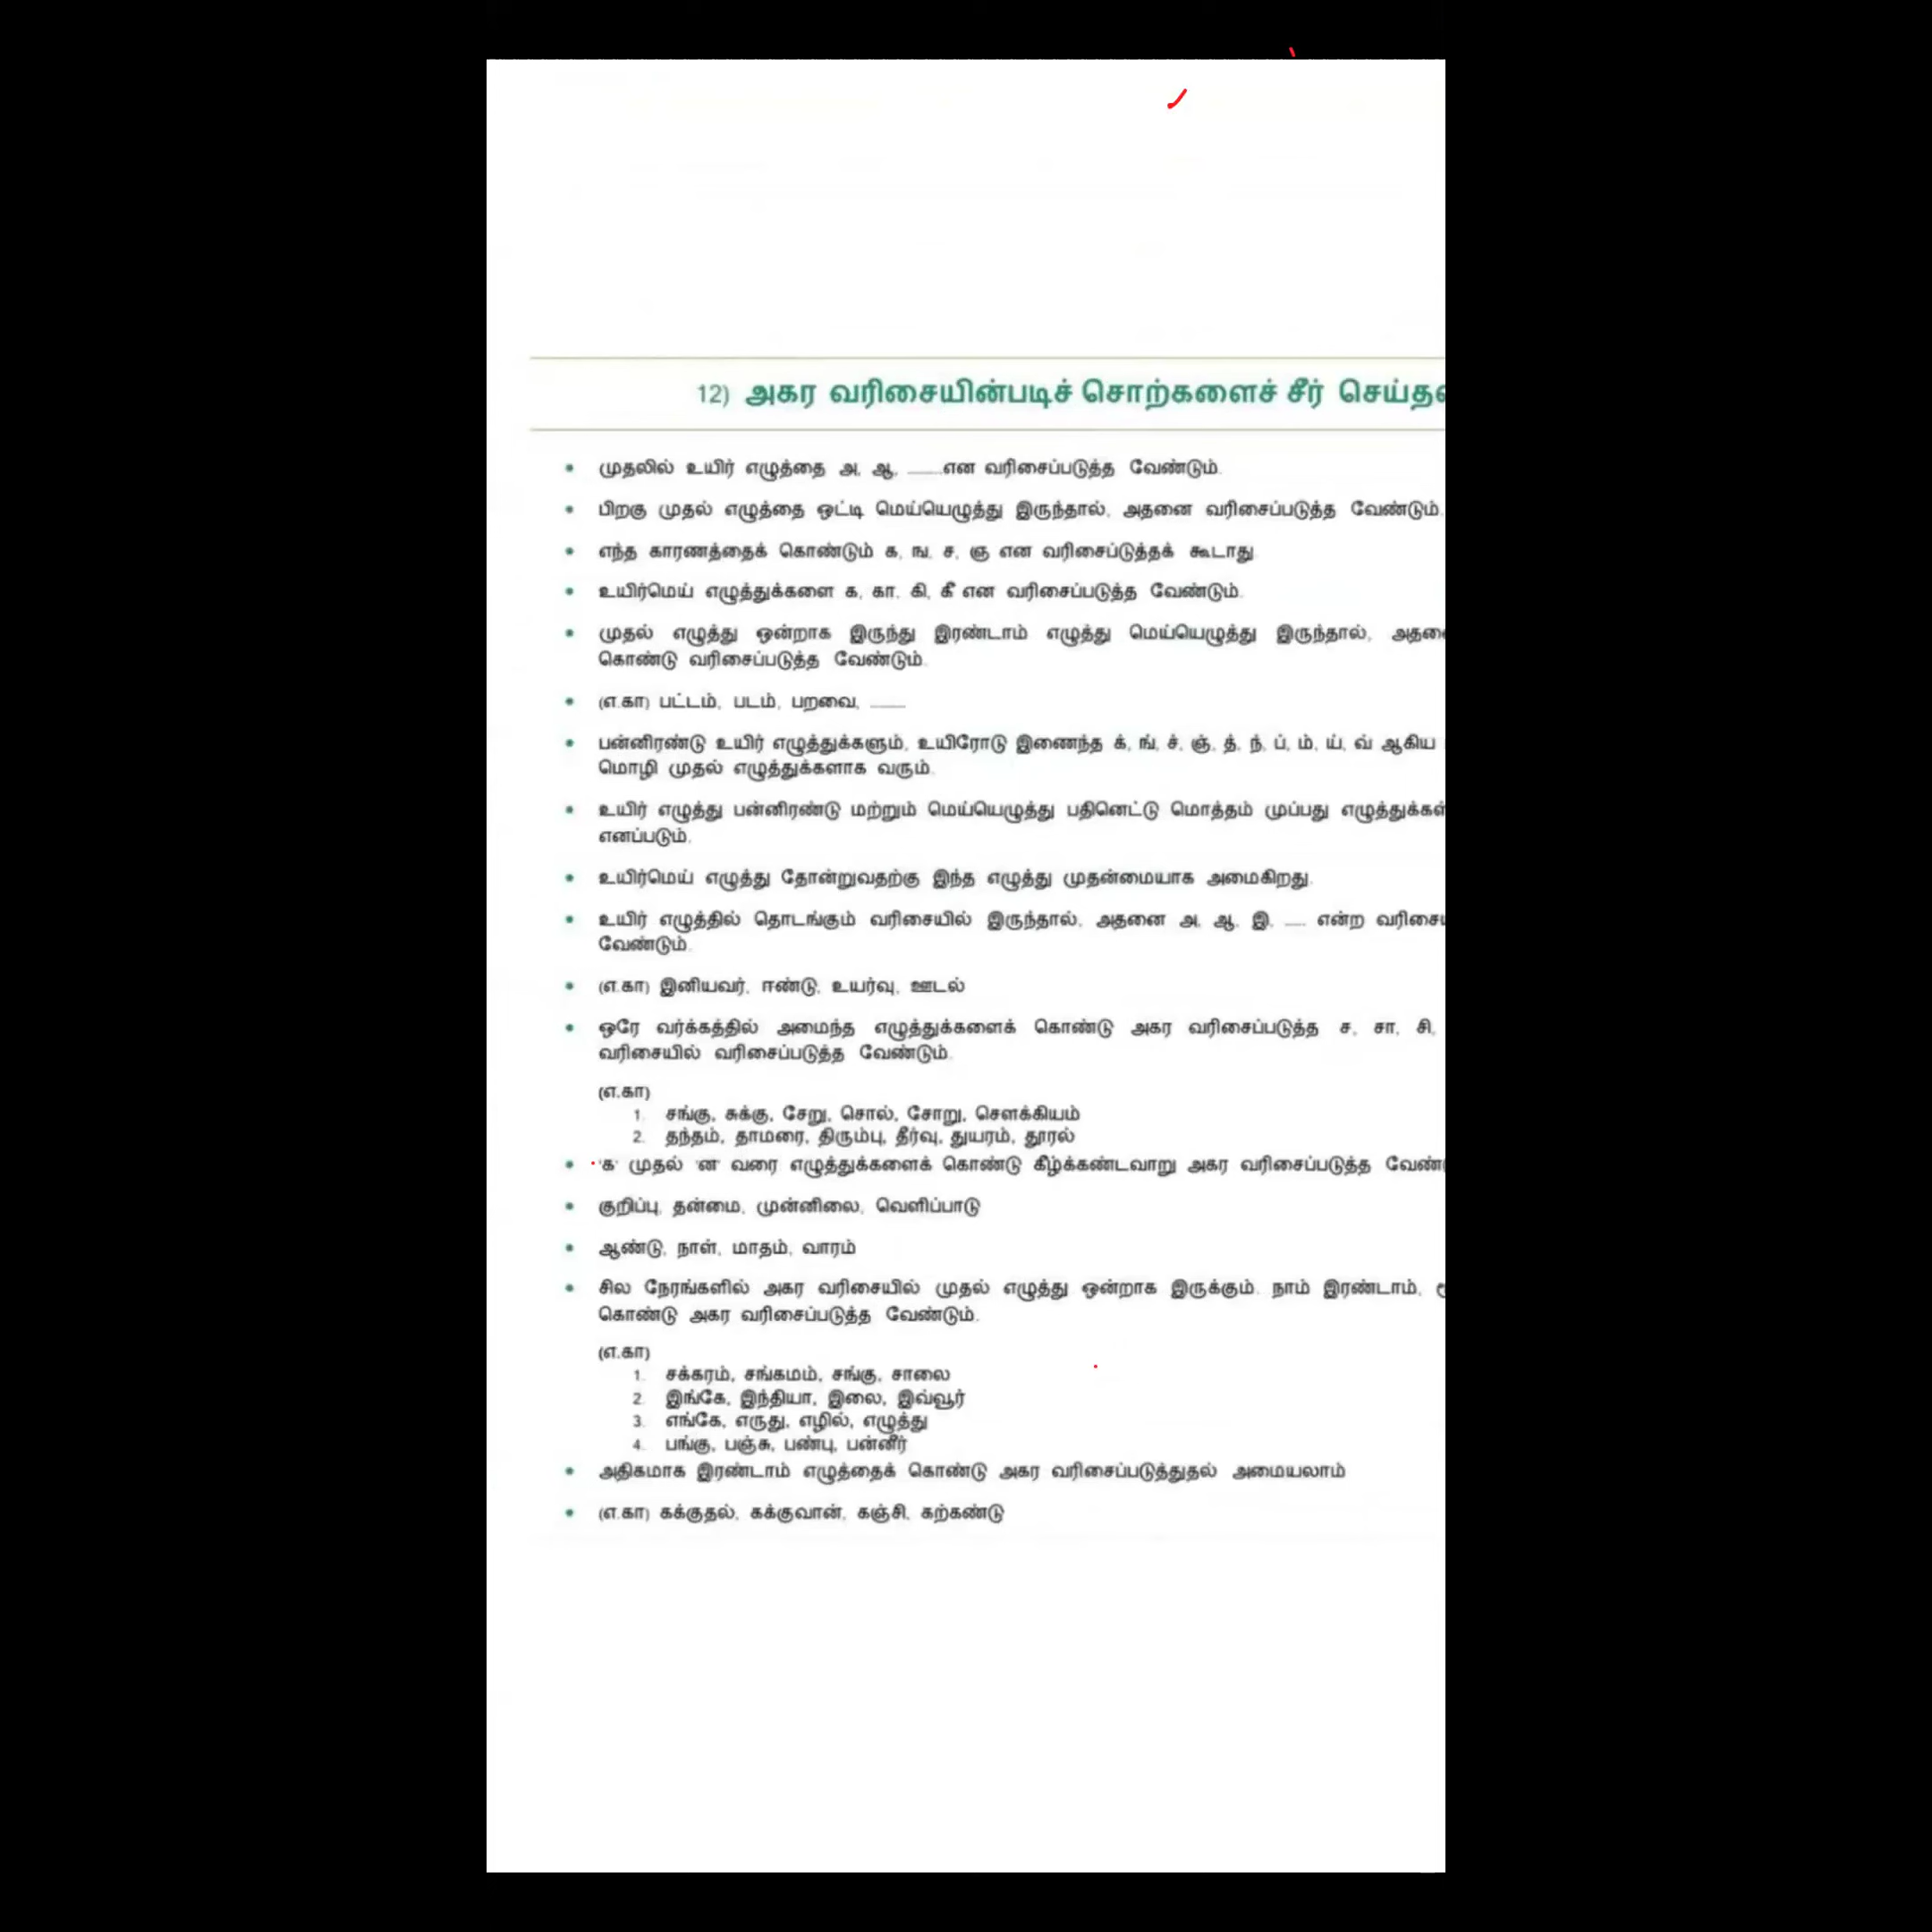 12) அகர வரிசையின்படிச் சொற்களைச் சீர்
முதலில் உயிர் எழுத்தை அ, ஆ, ........என வரிசைப்படுத்த வேண்டும்.
பிறகு முதல் எழுத்தை ஒட்டி மெய்யெழுத்து இருந்தால், அதனை வரிசைப்படுத்த வேண்டும்.
எந்த காரணத்தைக் கொண்டும் க, ங, ச, ஞ என வரிசைப்டுத்தக் கூடாது
உயிர்மெய் எழுத்துக்களை க, கா, கி, கீ என வரிசைப்படுத்த வேண்டும்.
முதல் எழுத்து ஒன்றாக இருந்து இரண்டாம் எழுத்து மெய்யெழுத்து இருந்தால்,
கொண்டு வரிசைப்படுத்த வேண்டும்.
(எ.கா) பட்டம், படம், பறவை, ........
பன்னிரண்டு உயிர் எழுத்துக்களும், உயிரோடு இணைந்த க், ங், ச், ஞ், த், ந், ப், ம், ய், வ் ஆகிய
மொழி முதல் எழுத்துக்களாக வரும்.
உயிர் எழுத்து பன்னிரண்டு மற்றும் மெய்யெழுத்து பதினெட்டு மொத்தம் முப்பது எழுத்துக்கள்
எனப்படும்.
உயிர்மெய் எழுத்து தோன்றுவதற்கு இந்த எழுத்து முதன்மையாக அமைகிறது.
உயிர் எழுத்தில் தொடங்கும் வரிசையில் இருந்தால், அதனை அ, ஆ, இ, ..... என்ற
வேண்டும்.
(எ.கா) இனியவர், ஈண்டு, உயர்வு, ஊடல்
ஒரே வர்க்கத்தில் அமைந்த எழுத்துக்களைக் கொண்டு அகர வரிசைப்படுத்த ச, சா, சி,
வரிசையில் வரிசைப்படுத்த வேண்டும்.
(எ.கா)
1. சங்கு, சுக்கு, சேறு, சொல், சோறு, சௌக்கியம்
2. தந்தம், தாமரை, திரும்பு, தீர்வு, துயரம், தூரல்
'க' முதல் 'ன' வரை எழுத்துக்களைக் கொண்டு கீழ்க்கண்டவாறு அகர வரிசைப்படுத்த
குறிப்பு, தன்மை, முன்னிலை, வெளிப்பாடு
ஆண்டு, நாள், மாதம், வாரம்
சில நேரங்களில் அகர வரிசையில் முதல் எழுத்து ஒன்றாக இருக்கும். நாம் இரண்டாம்,
கொண்டு அகர வரிசைப்படுத்த வேண்டும்.
(எ.கா)
1. சக்கரம், சங்கமம், சங்கு, சாலை
2. இங்கே, இந்தியா, இலை, இவ்வூர்
3. எங்கே, எருது, எழில், எழுத்து
4. பங்கு, பஞ்சு, பண்பு, பன்னீர்
அதிகமாக இரண்டாம் எழுத்தைக் கொண்டு அகர வரிசைப்படுத்துதல் அமையலாம்
(எ.கா) கக்குதல், கக்குவான், கஞ்சி, கற்கண்டு